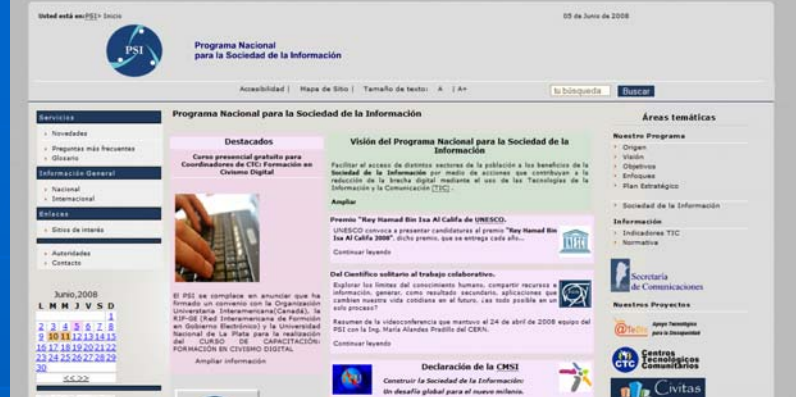 Usted está en:PSI> Inicio
05 de Junio de 2008
PSI
Programa Nacional
para la Sociedad de la Información
Accesibilidad | Mapa de Sitio | Tamaño de texto: A | A+
tu búsqueda
Buscar
Servicios
Novedades
Preguntas más frecuentes
Glosario
Información General
Nacional
Internacional
Enlaces
Sitios de interés
Autoridades
Contacto
Junio,2008
L M M J V S D
1
2 3 4 5 6 7 8
9 10 11 12 13 14 15
16 17 18 19 20 21 22
23 24 25 26 27 28 29
30
<< >>
Programa Nacional para la Sociedad de la Información
Destacados
Curso presencial gratuito para
Coordinadores de CTC: Formación en
Civismo Digital
El PSI se complace en anunciar que ha
firmado un convenio con la Organización
Universitaria Interamericana(Canadá), la
RIF-GE (Red Interamericana de Formción
en Gobierno Electrónico) y la Universidad
Nacional de La Plata para la realización
del CURSO DE CAPACITACIÓN:
FORMACIÓN EN CIVISMO DIGITAL
Ampliar información
Visión del Programa Nacional para la Sociedad de la
Información
Facilitar el acceso de distintos sectores de la población a los beneficios de la
Sociedad de la Información por medio de acciones que contribuyan a la
reducción de la brecha digital mediante el uso de las Tecnologías de la
Información y la Comunicación (TIC) .
Ampliar
Premio "Rey Hamad Bin Isa Al Califa de UNESCO.
UNESCO convoca a presentar candidaturas al premio "Rey Hamad Bin
Isa Al Califa 2008", dicho premio, que se entrega cada año...
Continuar leyendo
Del Científico solitario al trabajo colaborativo.
Explorar los límites del conocimiento humano, compartir recursos e
información, generar, como resultado secundario, aplicaciones que
cambien nuestra vida cotidiana en el futuro, ¿es todo posible en un
solo proceso?
Resumen de la videoconferencia que mantuvo el 24 de abril de 2008 equipo del
PSI con la Ing. María Alandes Pradillo del CERN.
Continuar leyendo
Declaración de la CMSI
Construir la Sociedad de la Información:
Un desafío global para el nuevo milenio.
Áreas temáticas
Nuestro Programa
Origen
Visión
Objetivos
Enfoques
Plan Estratégico
Sociedad de la Información
Información
Indicadores TIC
Normativa
Secretaría
de Comunicaciones
Nuestros Proyectos
Apoyo Tecnológico
para la Discapacidad
CTC
Centros
Tecnológicos
Comunitarios
Civitas